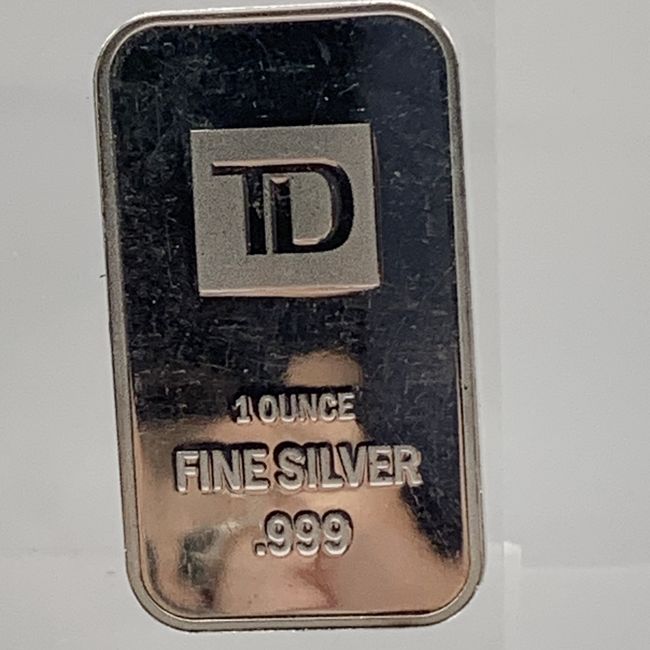 TD
1 OUNCE
FINE SILVER
.999